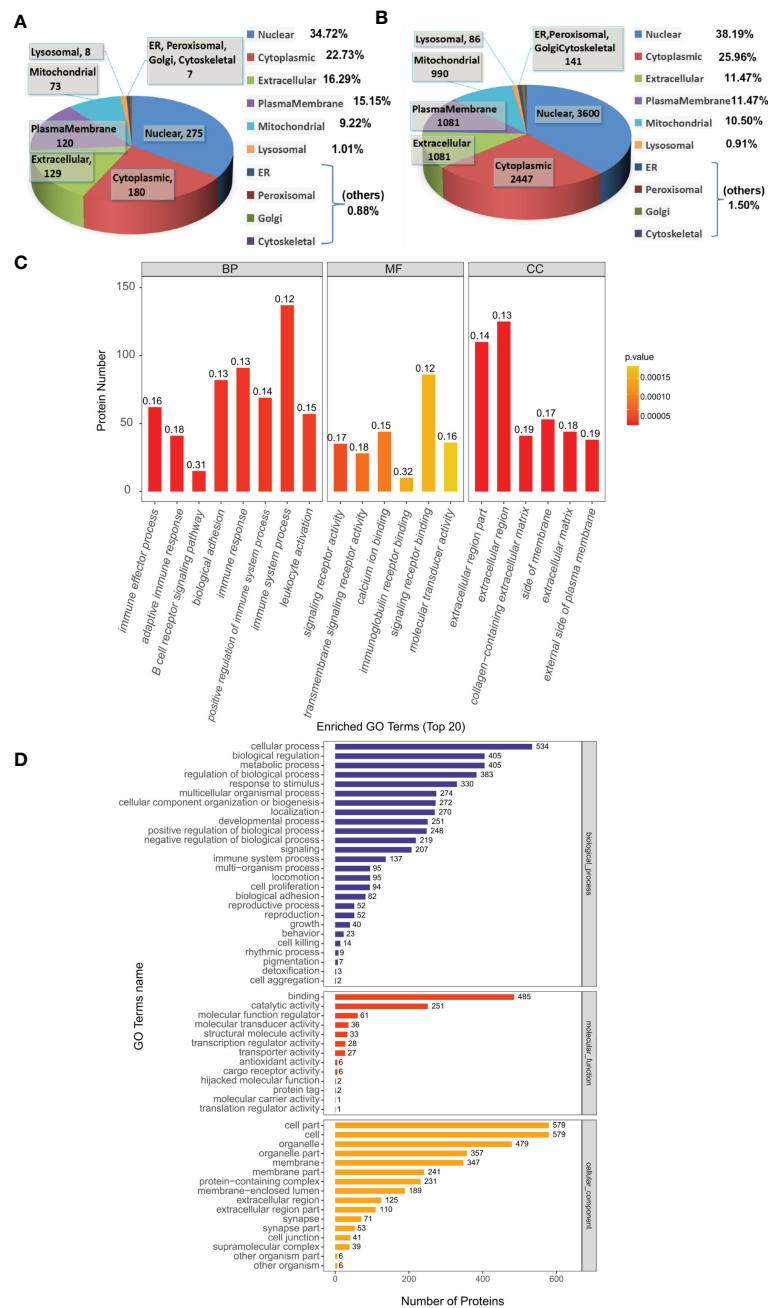 A
Lysosomal, 8
Mitochondrial
73
ER, Peroxisomal,
Golgi, Cytoskeletal
7
PlasmaMembrane
120
Extracellular,
129
Nuclear, 275
Cytoplasmic,
180
Nuclear 34.72%
Cytoplasmic 22.73%
Extracellular 16.29%
PlasmaMembrane 15.15%
Mitochondrial 9.22%
Lysosomal 1.01%
ER
Peroxisomal
Golgi
Cytoskeletal
(others)
0.88%
B
Lysosomal, 86
Mitochondrial
990
ER,Peroxisomal,
GolgiCytoskeletal
141
PlasmaMembrane
1081
Extracellular
1081
Nuclear, 3600
Cytoplasmic
2447
Nuclear 38.19%
Cytoplasmic 25.96%
Extracellular 11.47%
PlasmaMembrane 11.47%
Mitochondrial 10.50%
Lysosomal 0.91%
ER
Peroxisomal
Golgi
Cytoskeletal
(others)
1.50%
C
BP
MF
CC
Protein Number
150
100
50
0
0.16
0.18
0.31
0.13
0.13
0.14
0.12
0.15
0.17
0.18
0.15
0.32
0.12
0.16
0.14
0.13
0.19
0.17
0.18
0.19
p.value
0.00015
0.00010
0.00005
immune effector process
adaptive immune response
B cell receptor signaling pathway
biological adhesion
immune response
positive regulation of immune system process
immune system process
leukocyte activation
signaling receptor activity
transmembrane signaling receptor activity
calcium ion binding
immunoglobulin receptor binding
signaling receptor binding
molecular transducer activity
extracellular region part
extracellular region
collagen−containing extracellular matrix
side of membrane
extracellular matrix
external side of plasma membrane
Enriched GO Terms (Top 20)
D
GO Terms name
cellular process 534
biological regulation 405
metabolic process 405
regulation of biological process 383
response to stimulus 330
multicellular organismal process 274
cellular component organization or biogenesis 272
localization 270
developmental process 251
positive regulation of biological process 248
negative regulation of biological process 219
signaling 207
immune system process 137
multi−organism process 95
locomotion 95
cell proliferation 94
biological adhesion 82
reproductive process 52
reproduction 52
growth 40
behavior 23
cell killing 14
rhythmic process 9
pigmentation 7
detoxification 3
cell aggregation 2
biological_process
binding 485
catalytic activity 251
molecular function regulator 61
molecular transducer activity 36
structural molecule activity 33
transcription regulator activity 28
transporter activity 27
antioxidant activity 6
cargo receptor activity 6
hijacked molecular function 2
protein tag 2
molecular carrier activity 1
translation regulator activity 1
molecular_function
cell part 579
cell 579
organelle 479
organelle part 357
membrane 347
membrane part 241
protein−containing complex 231
membrane−enclosed lumen 189
extracellular region 125
extracellular region part 110
synapse 71
synapse part 53
cell junction 41
supramolecular complex 39
other organism part 6
other organism 6
cellular_component
0
200
400
600
Number of Proteins